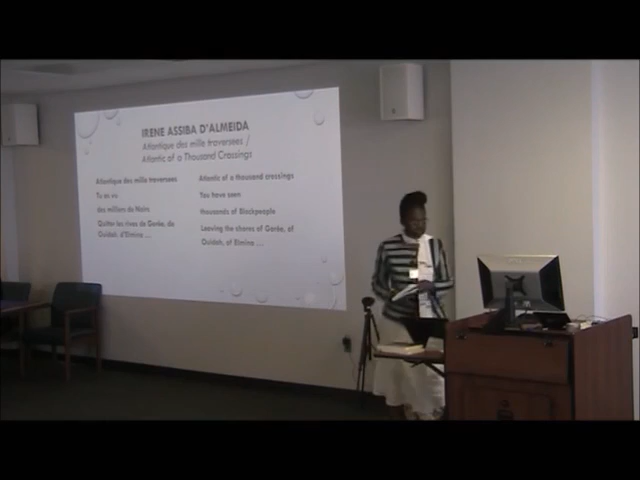 IRENE ASSIBA D'ALMEIDA
Atlantique des mille traversées /
Atlantic of a Thousand Crossings
Atlantique des mille traversées
Tu as vu
des milliers de Noirs
Quitter les rives de Gorée, de
Ouidah, d'Elmina ....
Atlantic of a thousand crossings
You have seen
thousands of Blackpeople
Leaving the shores of Gorée, of
Ouidah, of Elmina ....